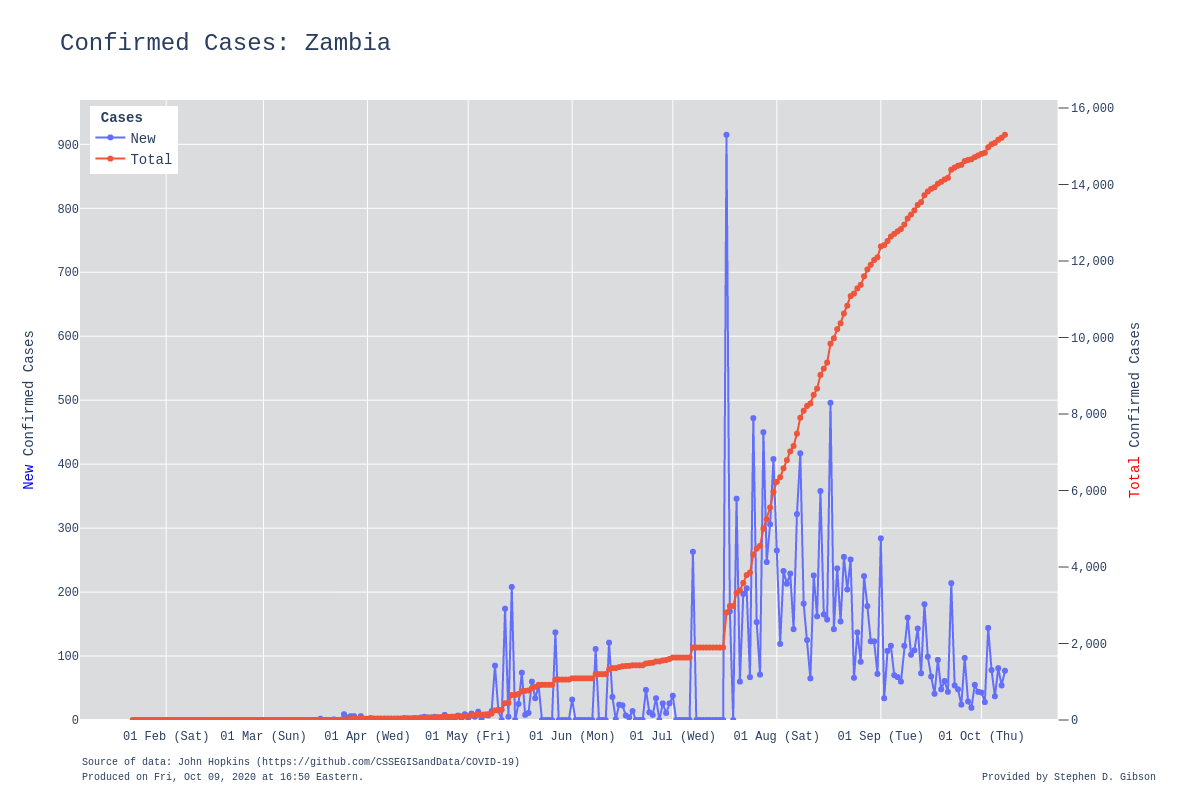 Confirmed Cases: Zambia
Cases
New
Total
900
800
700
600
500
400
300
200
100
0
New Confirmed Cases
16,000
14,000
12,000
10,000
8,000
6,000
4,000
2,000
0
Total Confirmed Cases
01 Feb (Sat) 01 Mar (Sun) 01 Apr (Wed) 01 May (Fri) 01 Jun (Mon) 01 Jul (Wed) 01 Aug (Sat) 01 Sep (Tue) 01 Oct (Thu)
Source of data: John Hopkins (https://github.com/CSSEGISandData/COVID-19)
Produced on Fri, Oct 09, 2020 at 16:50 Eastern.
Provided by Stephen D. Gibson